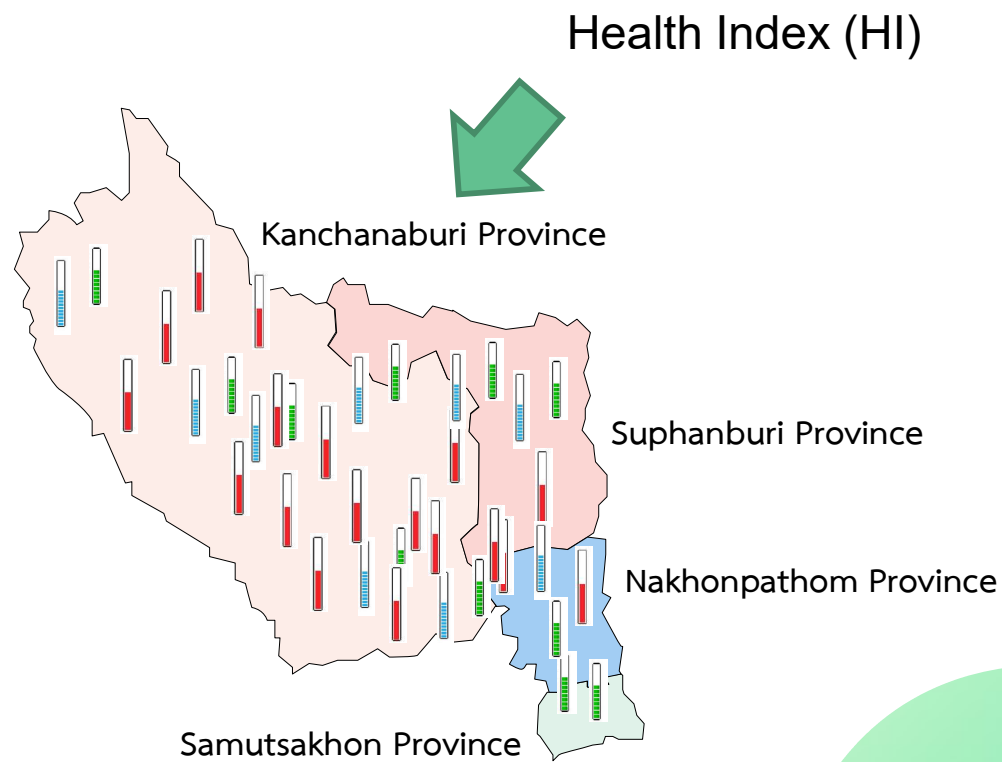 Health Index (HI)
Kanchanaburi Province
Suphanburi Province
Nakhonpathom Province
Samutsakhon Province